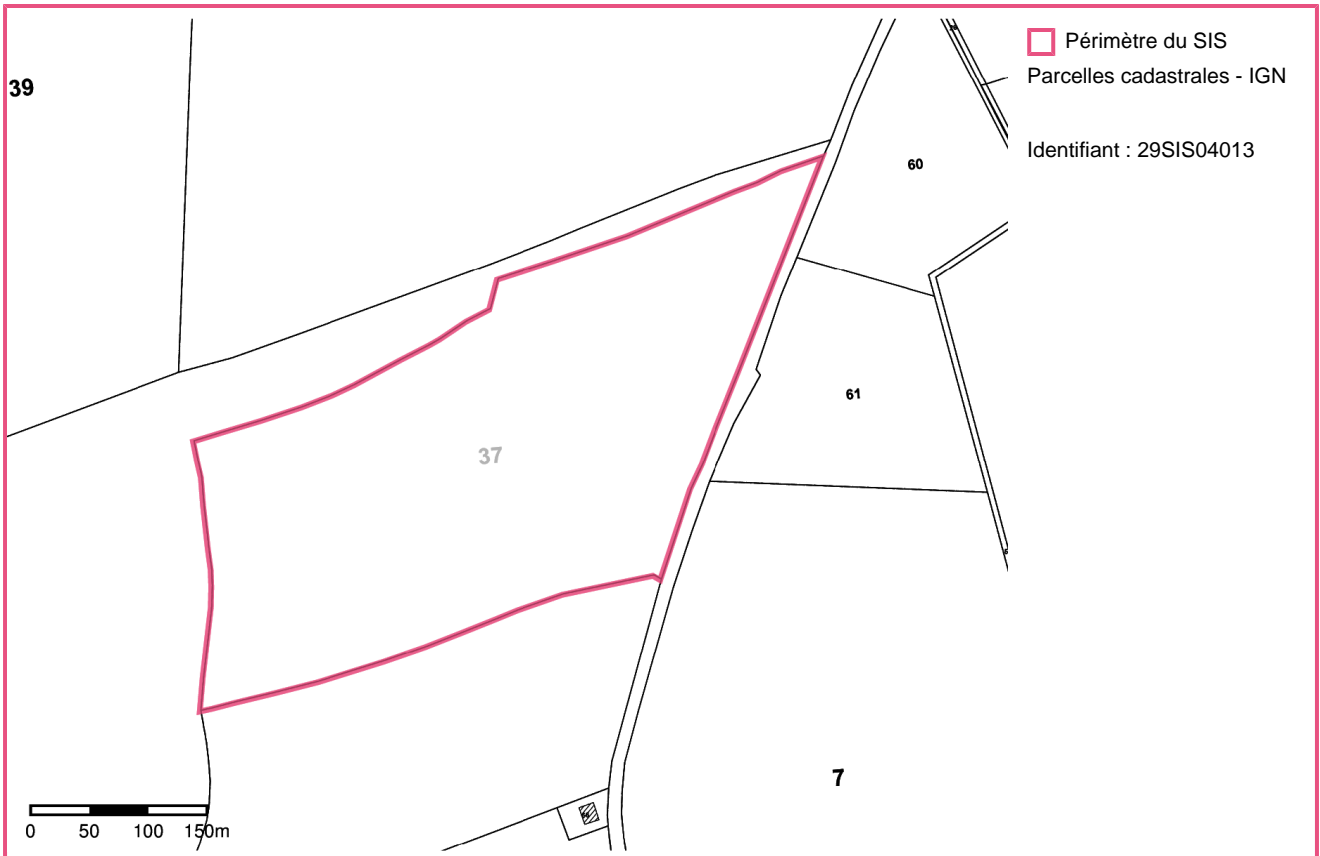 Périmètre du SIS
Parcelles cadastrales - IGN
Identifiant : 29SIS04013
39
60
61
37
7
0 50 100 150m